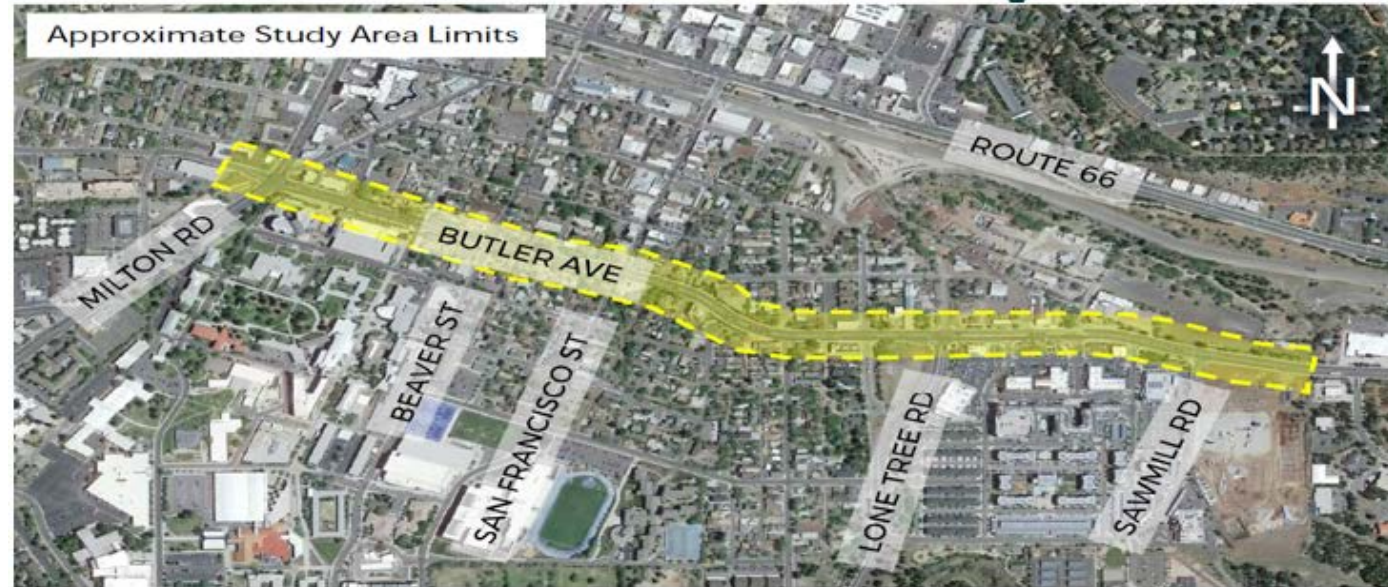 Approximate Study Area Limits
N
ROUTE 66
MILTON RD
BUTLER AVE
BEAVER ST
SAN FRANCISCO ST
LONE TREE RD
SAWMILL RD